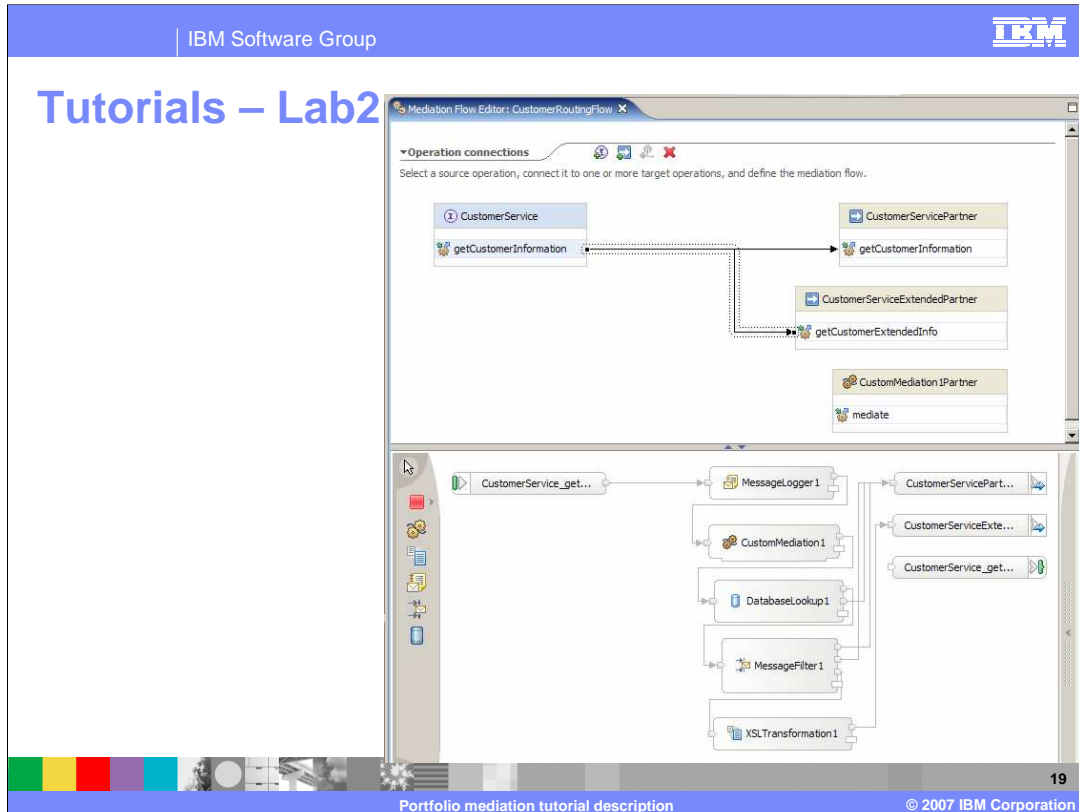 IBM Software Group
IBM
Tutorials – Lab2
Mediation Flow Editor: CustomerRoutingFlow
Operation connections
Select a source operation, connect it to one or more target operations, and define the mediation flow.
CustomerService
getCustomerInformation
CustomerServicePartner
getCustomerInformation
CustomerServiceExtendedPartner
getCustomerExtendedInfo
CustomMediation1Partner
mediate
CustomerService_get...
MessageLogger1
CustomMediation1
DatabaseLookup1
MessageFilter1
XSLTransformation1
CustomerServicePart...
CustomerServiceExte...
CustomerService_get...
19
Portfolio mediation tutorial description
© 2007 IBM Corporation